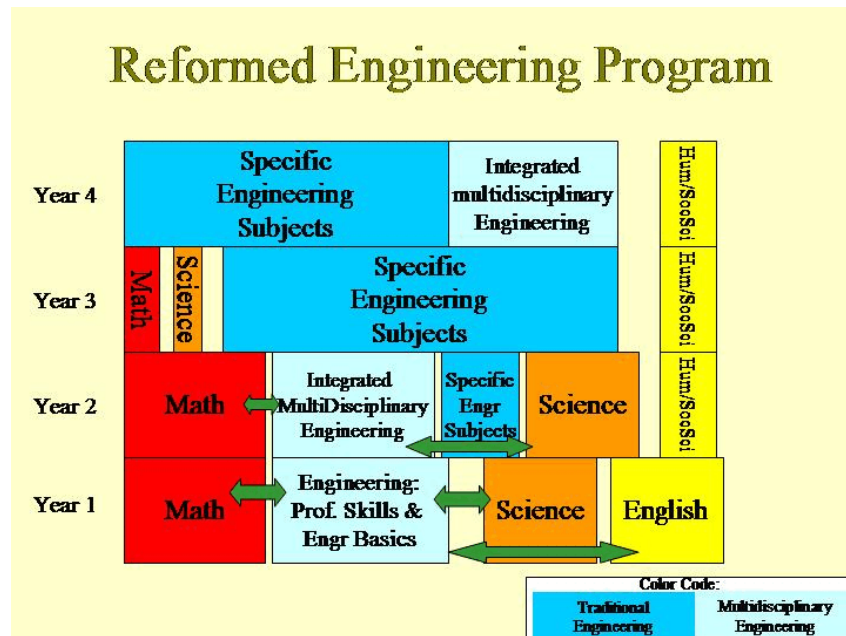 Reformed Engineering Program
Year 4
Specific
Engineering
Subjects
Integrated
multidisciplinary
Engineering
Hum/SocSci
Year 3
Math
Science
Specific
Engineering
Subjects
Hum/SocSci
Year 2
Math
Integrated
MultiDisciplinary
Engineering
Specific
Engr
Subjects
Science
Hum/SocSci
Year 1
Math
Engineering:
Prof. Skills &
Engr Basics
Science
English
Color Code:
Traditional
Engineering
Multidisciplinary
Engineering